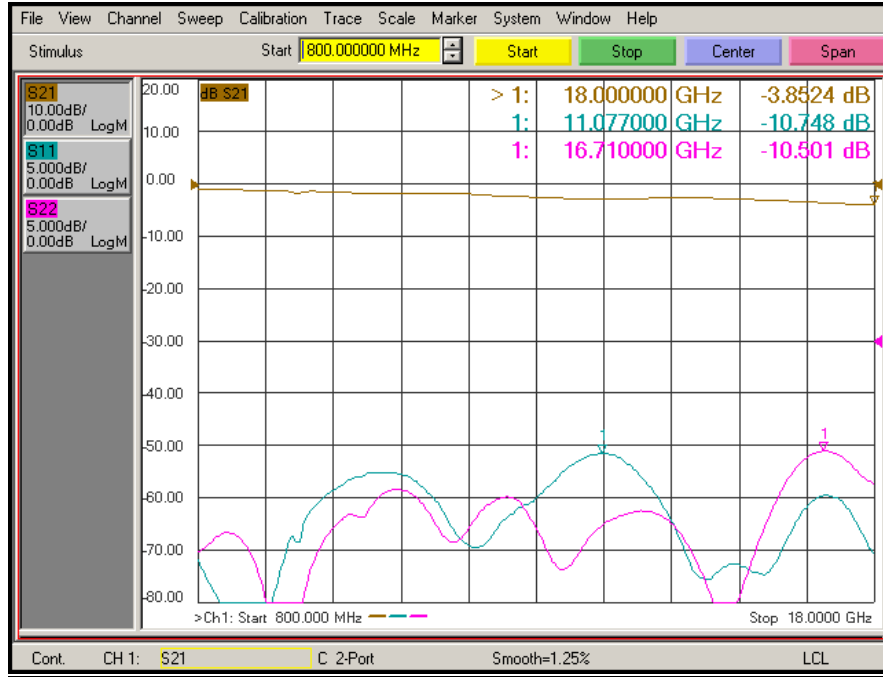 File View Channel Sweep Calibration Trace Scale Marker System Window Help
Stimulus Start 800.000000 MHz Start Stop Center Span
S21
10.00dB/
0.00dB LogM
S11
5.000dB/
0.00dB LogM
S22
5.000dB/
0.00dB LogM
dB S21
> 1: 18.000000 GHz -3.8524 dB
1: 11.077000 GHz -10.748 dB
1: 16.710000 GHz -10.501 dB
20.00
10.00
0.00
-10.00
-20.00
-30.00
-40.00
-50.00
-60.00
-70.00
-80.00
1
1
>Ch1: Start 800.000 MHz Stop 18.0000 GHz
Cont. CH 1: S21 C 2-Port Smooth=1.25% LCL